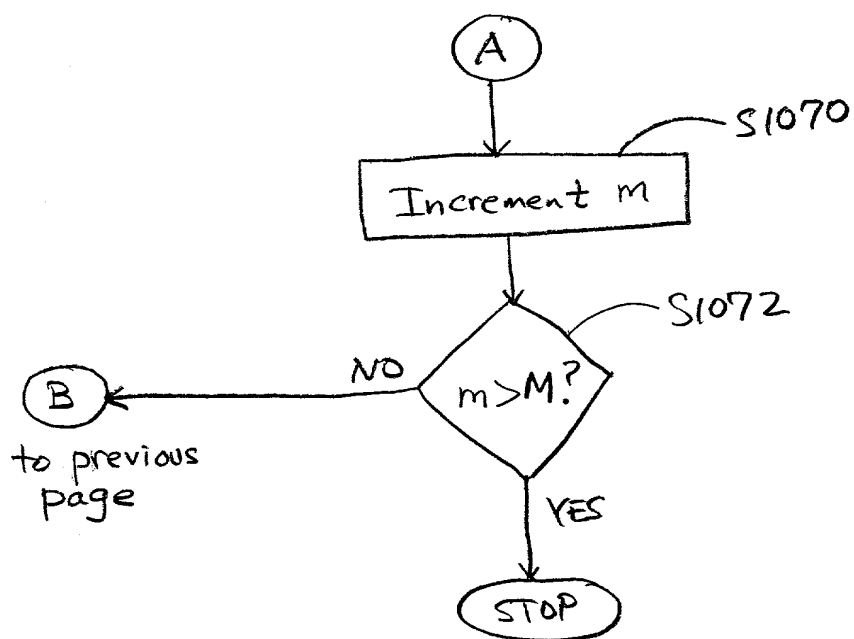 A
S1070
Increment m
S1072
NO
m>M?
B
to previous
page
YES
STOP